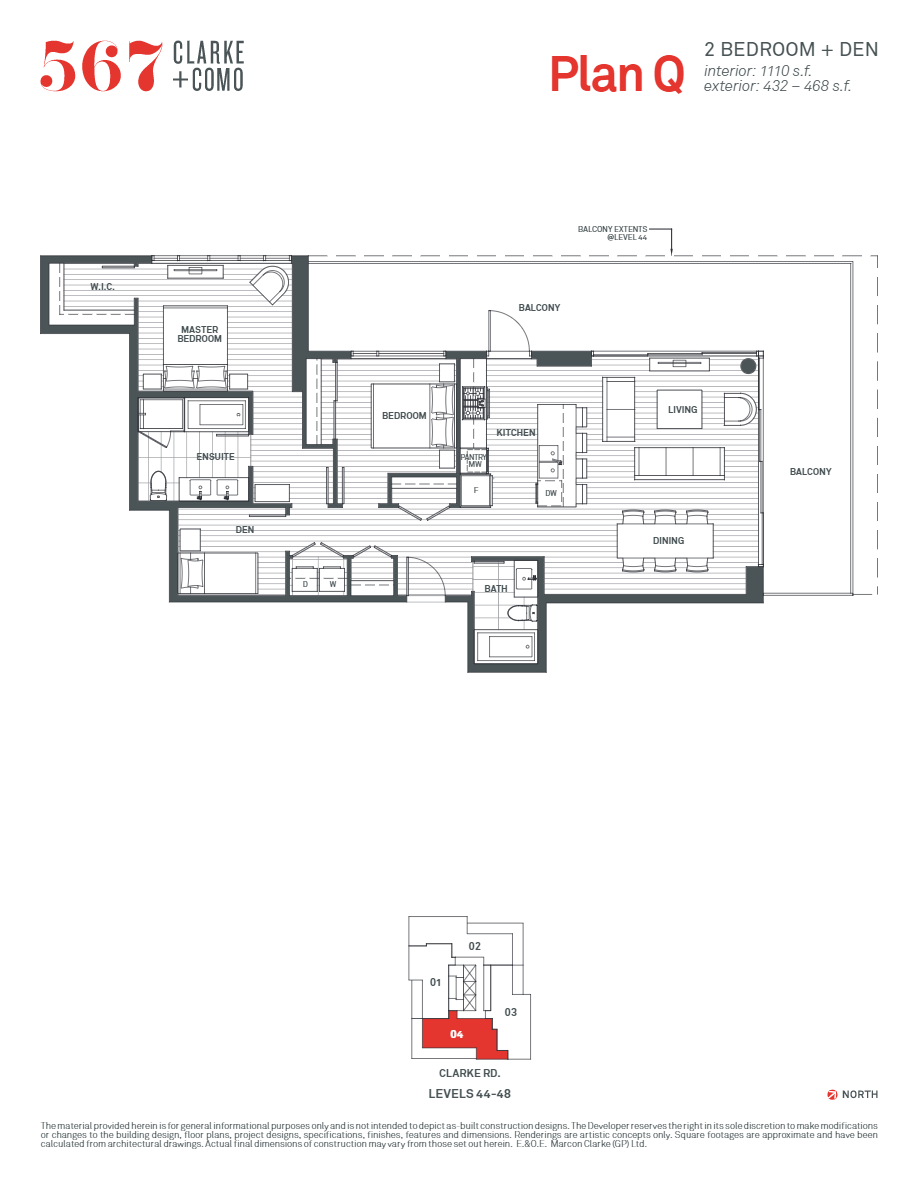 567 CLARKE
+COMO
Plan Q
2 BEDROOM + DEN
interior: 1110 s.f.
exterior: 432 – 468 s.f.
BALCONY EXTENTS
@LEVEL 44
W.I.C.
BALCONY
MASTER
BEDROOM
BEDROOM
LIVING
KITCHEN
ENSUITE
PANTRY
MW
BALCONY
F
DW
DEN
DINING
D
W
BATH
02
01
03
04
CLARKE RD.
LEVELS 44-48
NORTH
The material provided herein is for general informational purposes only and is not intended to depict as-built construction designs. The Developer reserves the right in its sole discretion to make modifications
or changes to the building design, floor plans, project designs, specifications, finishes, features and dimensions. Renderings are artistic concepts only. Square footages are approximate and have been
calculated from architectural drawings. Actual final dimensions of construction may vary from those set out herein. E.&O.E. Marcon Clarke (GP) Ltd.